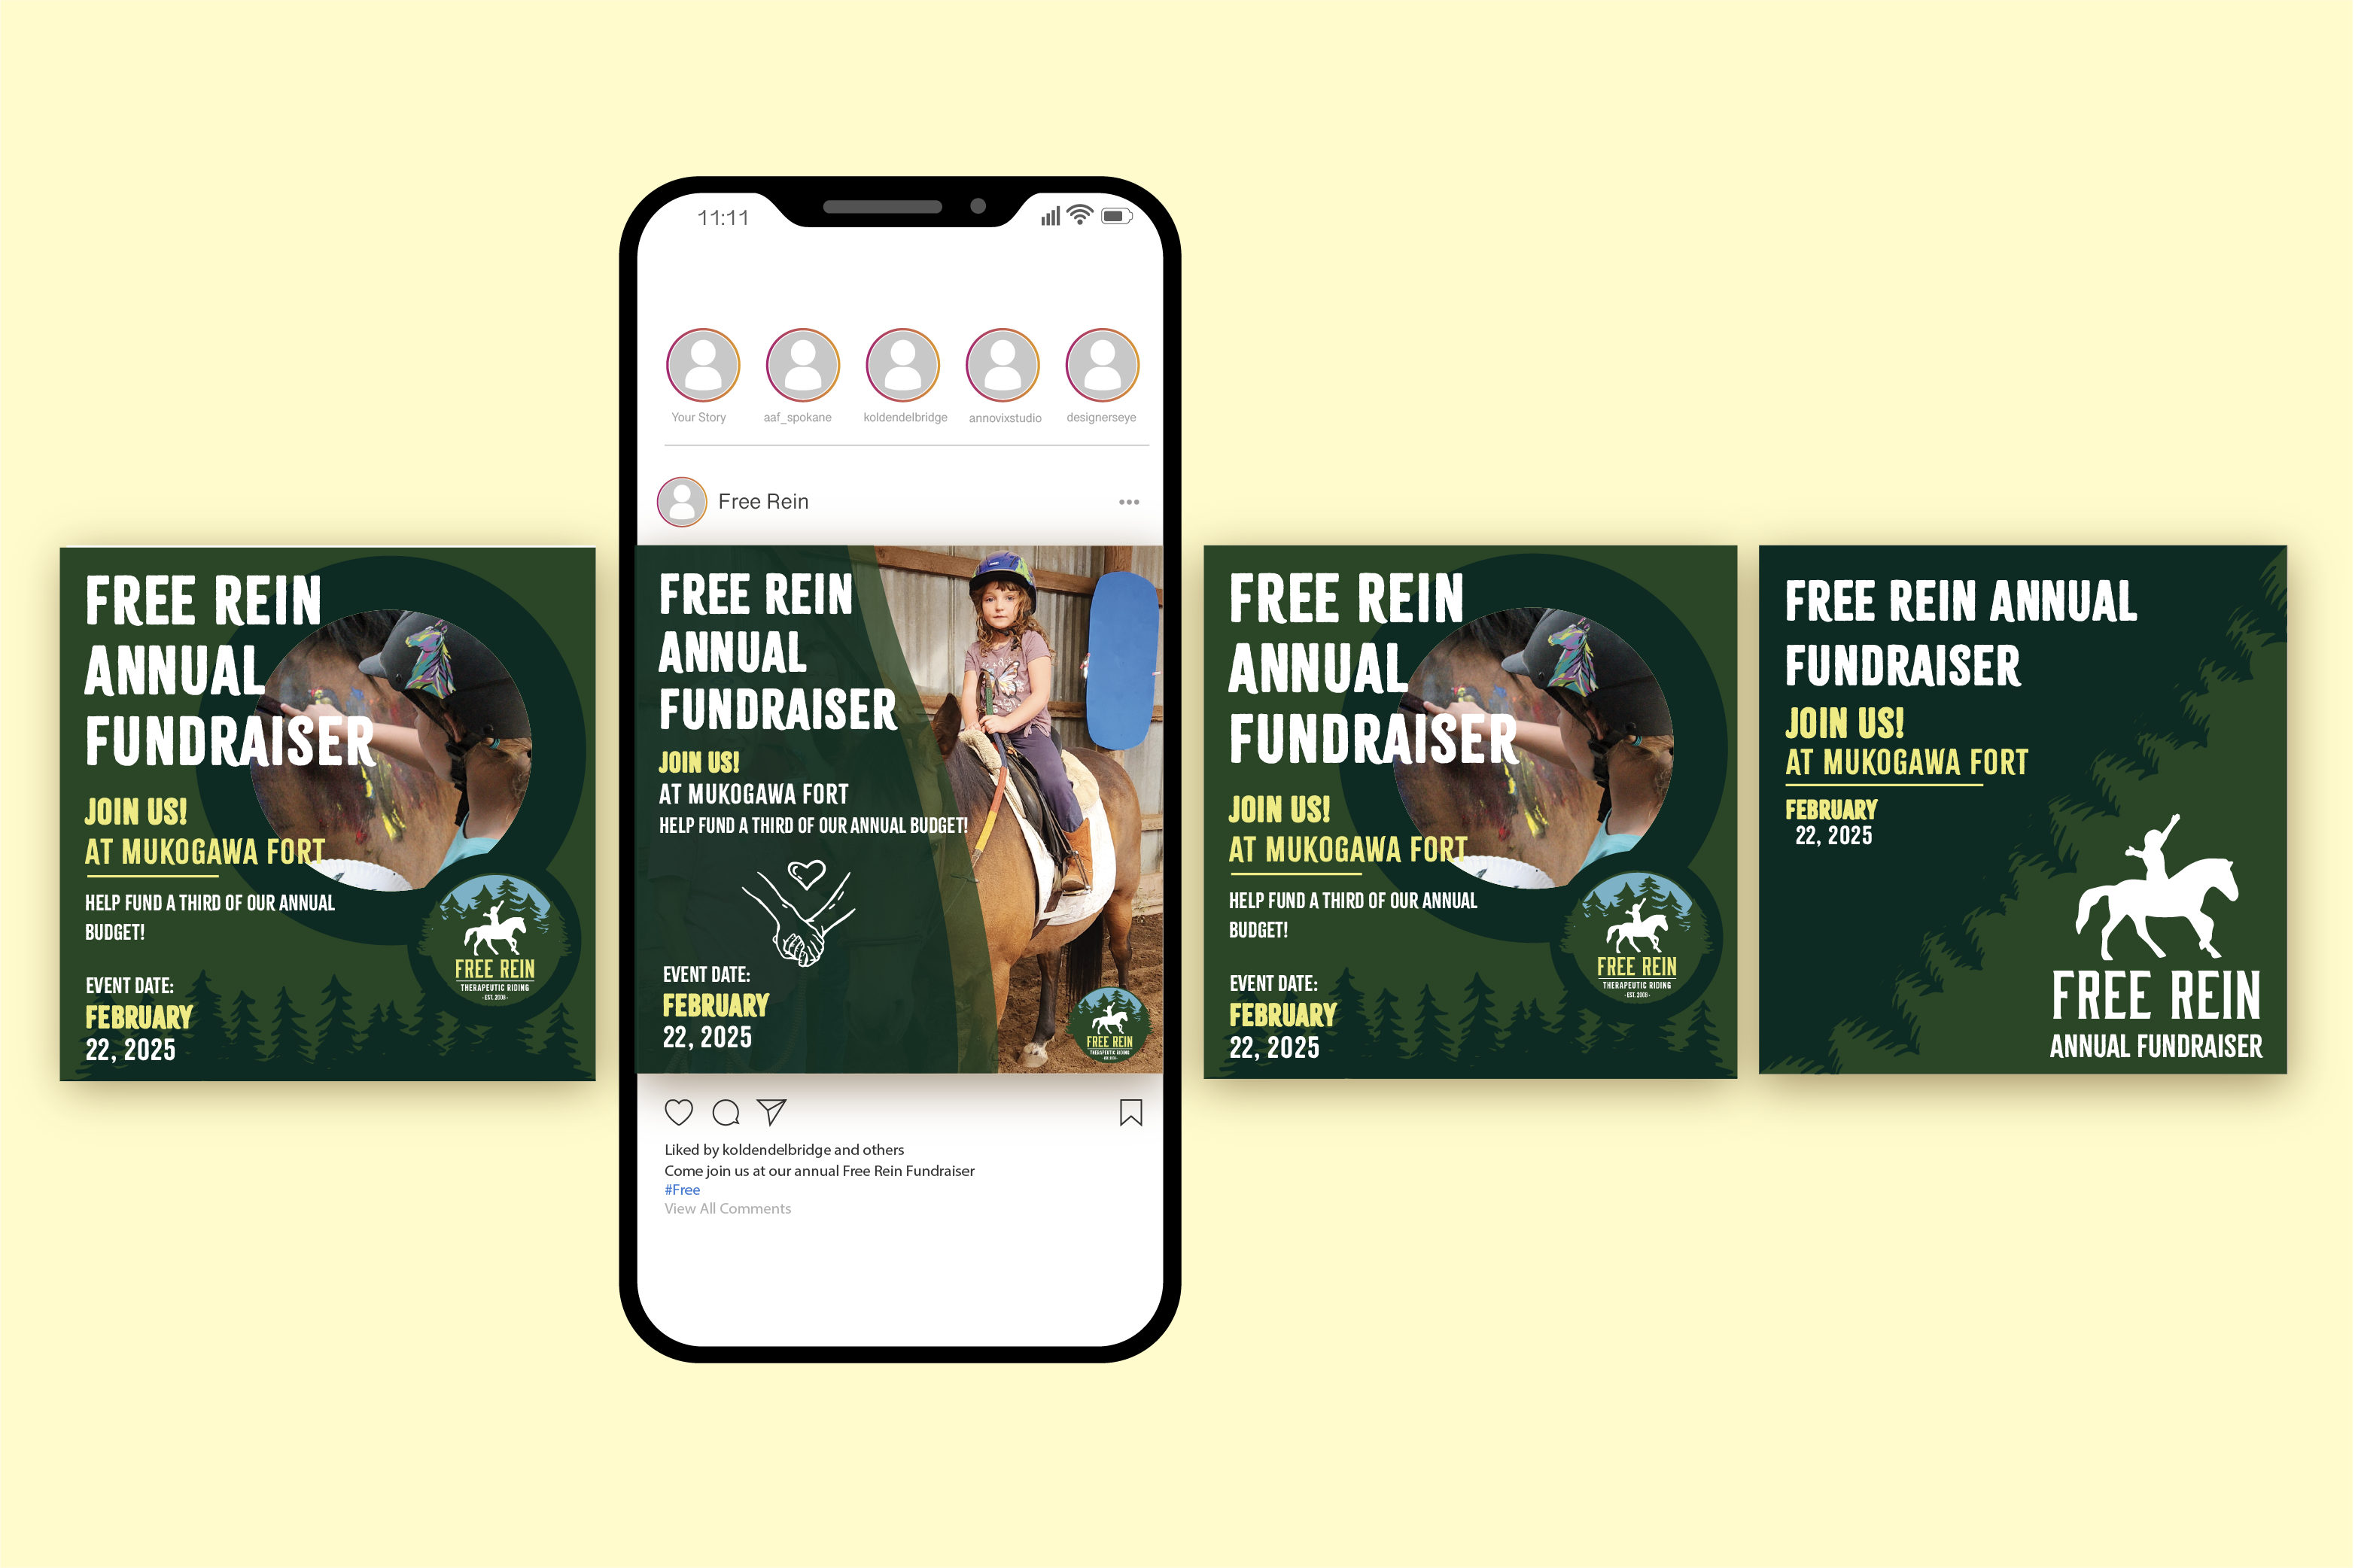 FREE REIN
ANNUAL
FUNDRAISER
JOIN US!
AT MUKOGAWA FORT
HELP FUND A THIRD OF OUR ANNUAL
BUDGET!
EVENT DATE:
FEBRUARY
22, 2025
FREE REIN
THERAPEUTIC RIDING
- EST. 2008 -
11:11
Your Story
aaf_spokane
koldendelbridge
annovixstudio
designerseye
Free Rein
FREE REIN
ANNUAL
FUNDRAISER
JOIN US!
AT MUKOGAWA FORT
HELP FUND A THIRD OF OUR ANNUAL BUDGET!
EVENT DATE:
FEBRUARY
22, 2025
FREE REIN
THERAPEUTIC RIDING
Liked by koldendelbridge and others
Come join us at our annual Free Rein Fundraiser
#Free
View All Comments
FREE REIN
ANNUAL
FUNDRAISER
JOIN US!
AT MUKOGAWA FORT
HELP FUND A THIRD OF OUR ANNUAL
BUDGET!
EVENT DATE:
FEBRUARY
22, 2025
FREE REIN
THERAPEUTIC RIDING
- EST. 2008 -
FREE REIN ANNUAL
FUNDRAISER
JOIN US!
AT MUKOGAWA FORT
FEBRUARY
22, 2025
FREE REIN
ANNUAL FUNDRAISER